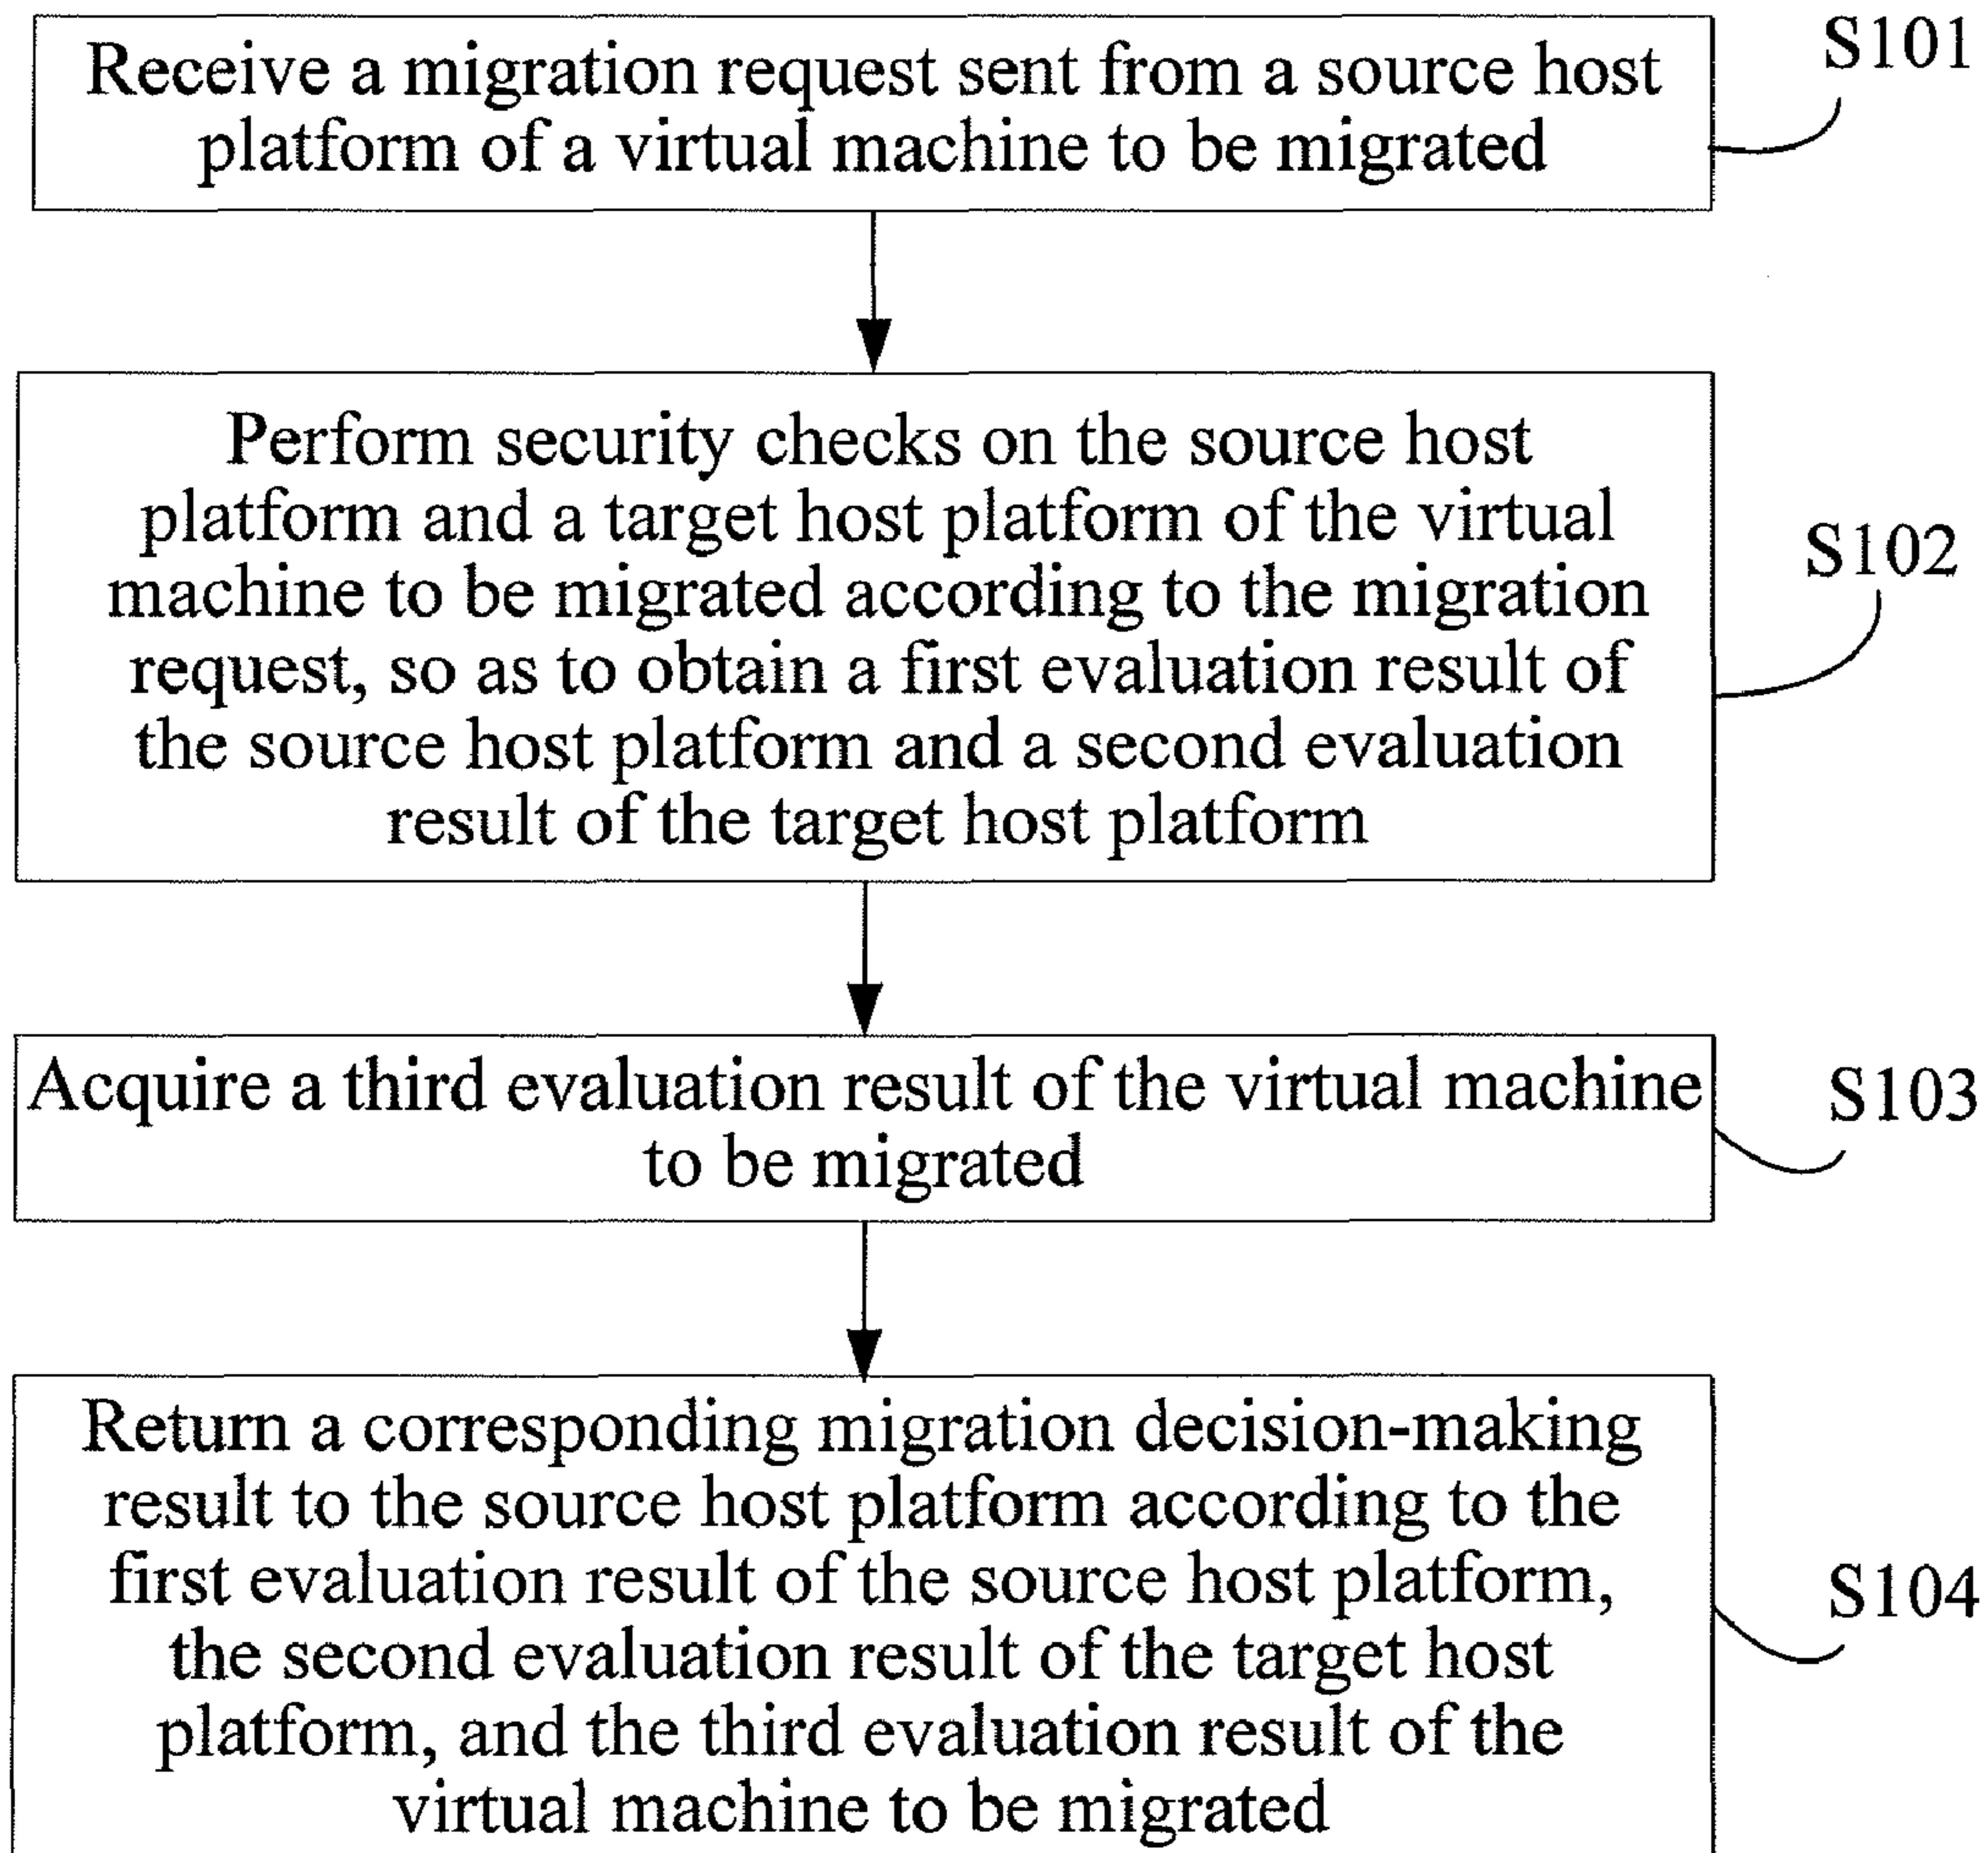 Receive a migration request sent from a source host
platform of a virtual machine to be migrated
S101
Perform security checks on the source host
platform and a target host platform of the virtual
machine to be migrated according to the migration
request, so as to obtain a first evaluation result of
the source host platform and a second evaluation
result of the target host platform
S102
Acquire a third evaluation result of the virtual machine
to be migrated
S103
Return a corresponding migration decision-making
result to the source host platform according to the
first evaluation result of the source host platform,
the second evaluation result of the target host
platform, and the third evaluation result of the
virtual machine to be migrated
S104